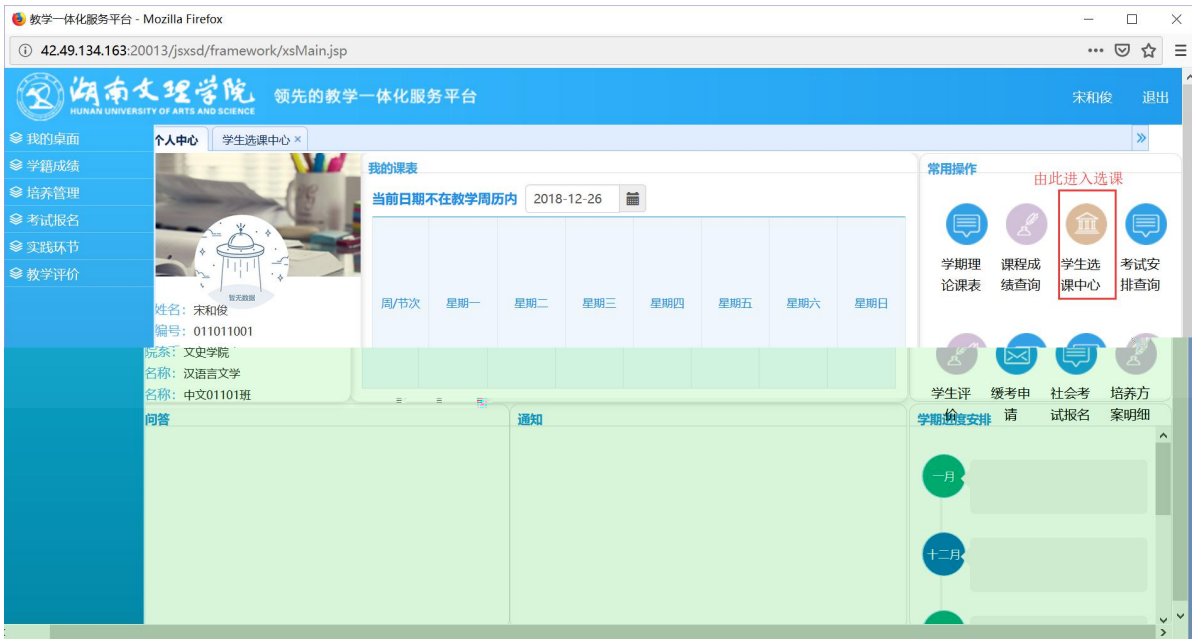 教学一体化服务平台 - Mozilla Firefox
42.49.134.163:20013/jsxsd/framework/xsMain.jsp
湖南文理学院
HUNAN UNIVERSITY OF ARTS AND SCIENCE
领先的教学一体化服务平台
宋和俊 退出
我的桌面
学籍成绩
培养管理
考试报名
实践环节
教学评价
个人中心 学生选课中心 ×
暂无数据
姓名：宋和俊
编号：011011001
院系：文史学院
名称：汉语言文学
名称：中文01101班
我的课表
当前日期不在教学周历内 2018-12-26
周/节次 星期一 星期二 星期三 星期四 星期五 星期六 星期日
常用操作
由此进入选课
学期理论课表
课程成绩查询
学生选课中心
考试安排查询
学生评价
缓考申请
社会考试报名
培养方案明细
问答
通知
学期进度安排
一月
十二月